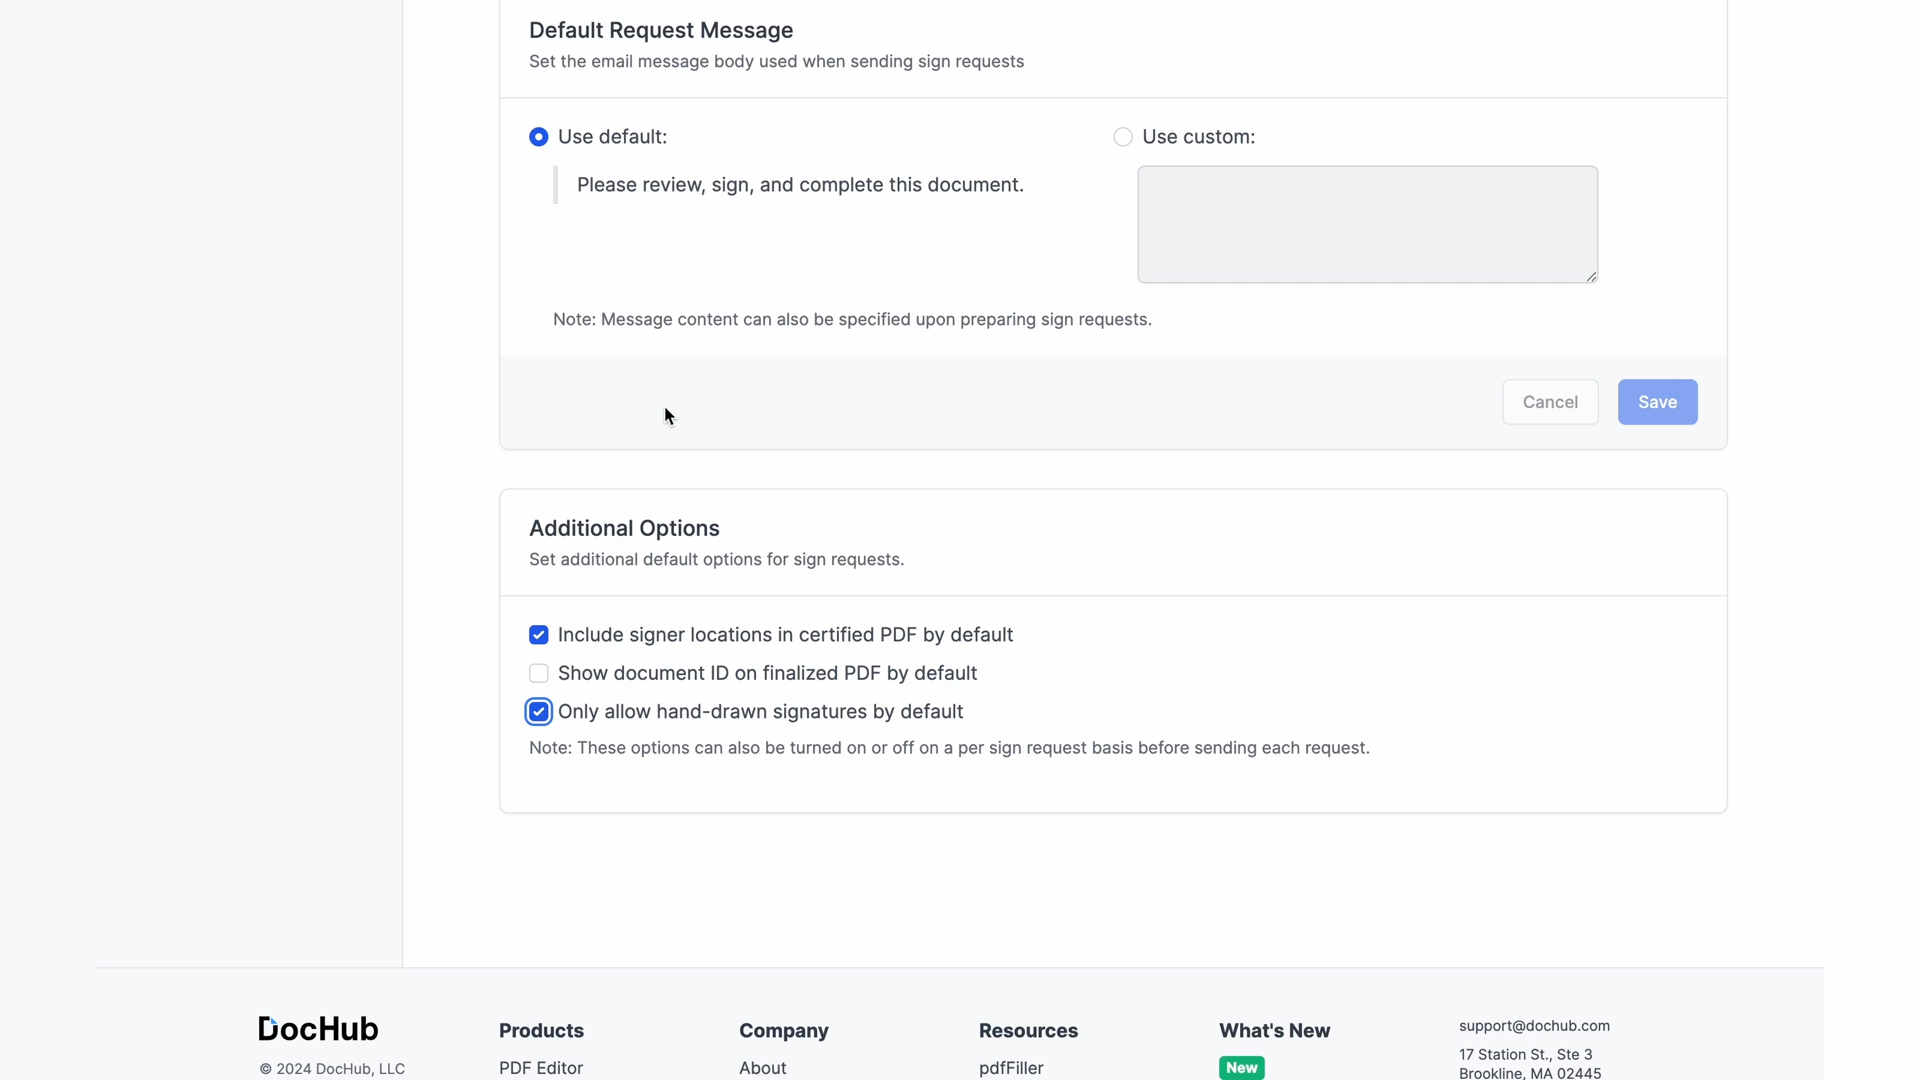 Default Request Message
Set the email message body used when sending sign requests
Use default:
Please review, sign, and complete this document.
Use custom:
Note: Message content can also be specified upon preparing sign requests.
Cancel
Save
Additional Options
Set additional default options for sign requests.
Include signer locations in certified PDF by default
Show document ID on finalized PDF by default
Only allow hand-drawn signatures by default
Note: These options can also be turned on or off on a per sign request basis before sending each request.
DocHub
© 2024 DocHub, LLC
Products
PDF Editor
Company
About
Resources
pdfFiller
What's New
New
support@dochub.com
17 Station St., Ste 3
Brookline, MA 02445